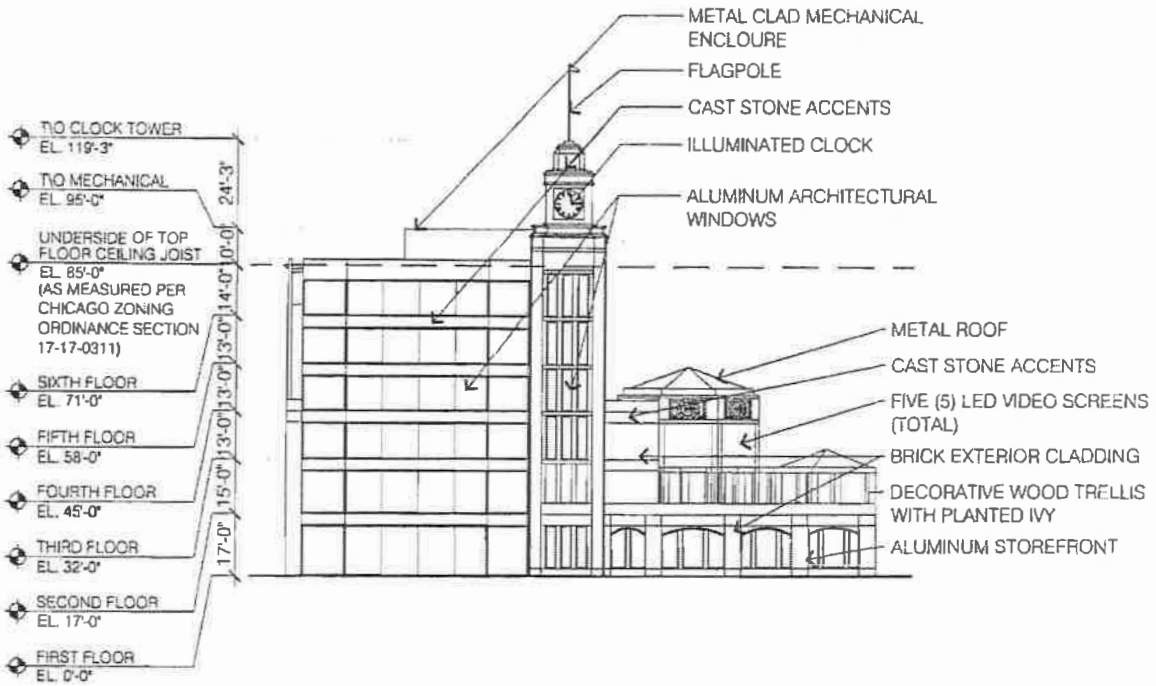 METAL CLAD MECHANICAL
ENCLOURE
FLAGPOLE
CAST STONE ACCENTS
ILLUMINATED CLOCK
ALUMINUM ARCHITECTURAL
WINDOWS
METAL ROOF
CAST STONE ACCENTS
FIVE (5) LED VIDEO SCREENS
(TOTAL)
BRICK EXTERIOR CLADDING
DECORATIVE WOOD TRELLIS
WITH PLANTED IVY
ALUMINUM STOREFRONT
T\O CLOCK TOWER
EL. 119'-3"
T\O MECHANICAL
EL. 95'-0"
UNDERSIDE OF TOP
FLOOR CEILING JOIST
EL. 85'-0"
(AS MEASURED PER
CHICAGO ZONING
ORDINANCE SECTION
17-17-0311)
SIXTH FLOOR
EL. 71'-0"
FIFTH FLOOR
EL. 58'-0"
FOURTH FLOOR
EL. 45'-0"
THIRD FLOOR
EL. 32'-0"
SECOND FLOOR
EL. 17'-0"
FIRST FLOOR
EL. 0'-0"
24'-3"
10'-0"
14'-0"
13'-0"
13'-0"
13'-0"
15'-0"
17'-0"